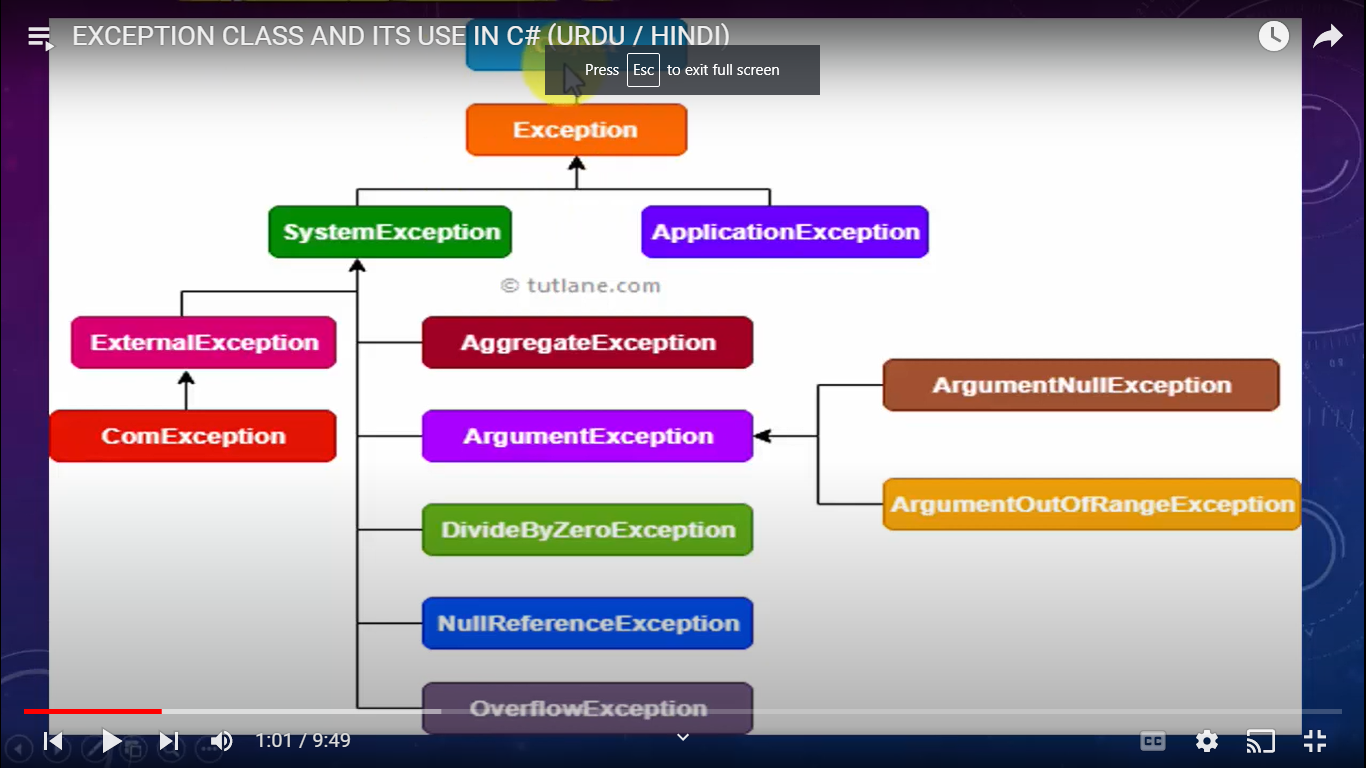 EXCEPTION CLASS AND ITS USE IN C# (URDU / HINDI)
Press Esc to exit full screen
Exception
SystemException
ApplicationException
© tutlane.com
ExternalException
AggregateException
ArgumentNullException
ComException
ArgumentException
ArgumentOutOfRangeException
DivideByZeroException
NullReferenceException
OverflowException
1:01 / 9:49
CC